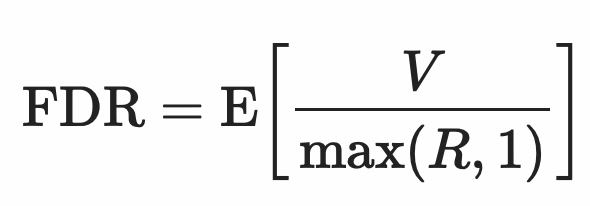 FDR = E[V / max(R, 1)]